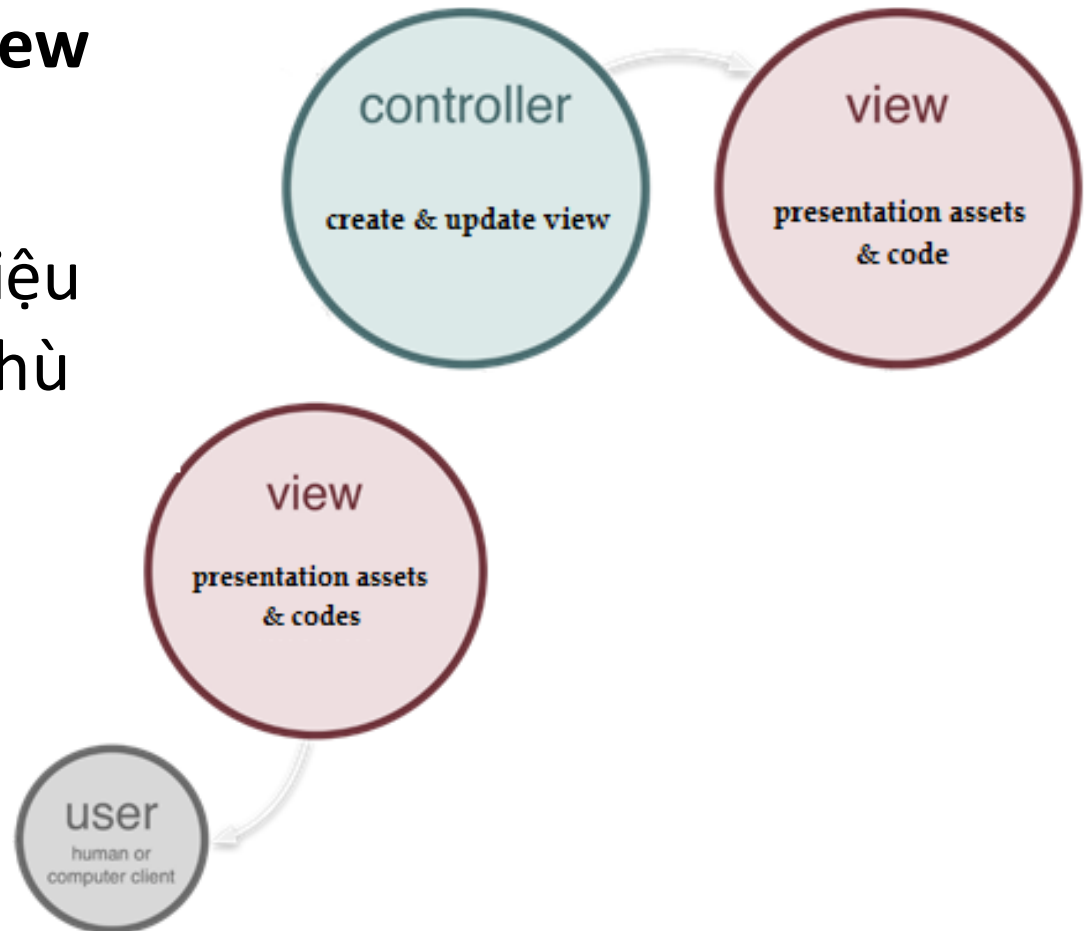 ew
controller
create & update view
view
presentation assets
& code
iệu
hù
view
presentation assets
& codes
user
human or
computer client